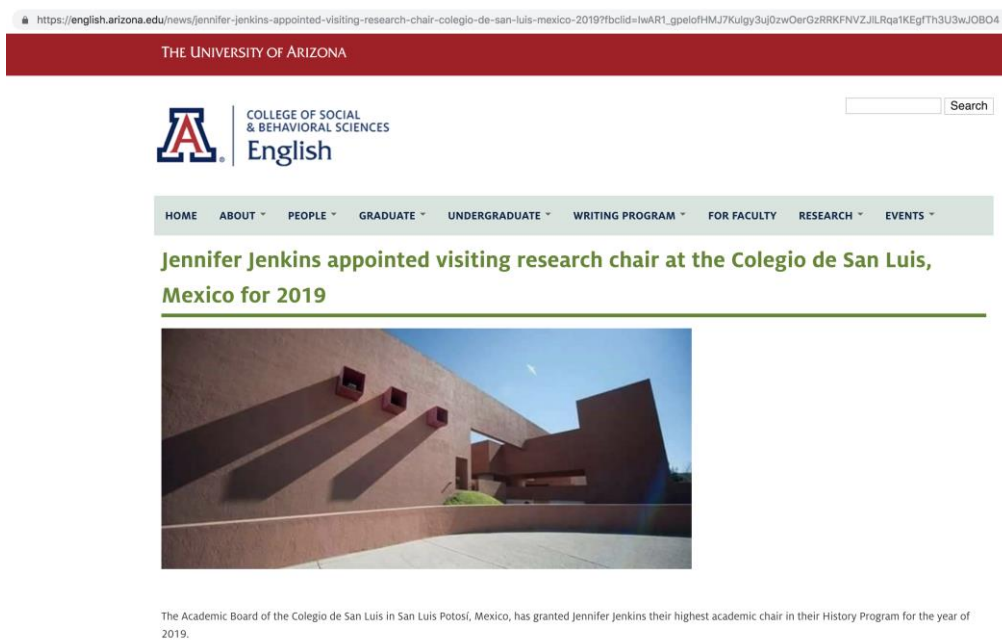 https://english.arizona.edu/news/jennifer-jenkins-appointed-visiting-research-chair-colegio-de-san-luis-mexico-2019?fbclid=IwAR1_gpelofHMJ7Kulgy3uj0zwOerGzRRKFNVZJlLRqa1KEgfTh3U3wJOBO4
THE UNIVERSITY OF ARIZONA
Search
COLLEGE OF SOCIAL
& BEHAVIORAL SCIENCES
English
HOME ABOUT PEOPLE GRADUATE UNDERGRADUATE WRITING PROGRAM FOR FACULTY RESEARCH EVENTS
Jennifer Jenkins appointed visiting research chair at the Colegio de San Luis,
Mexico for 2019
The Academic Board of the Colegio de San Luis in San Luis Potosí, Mexico, has granted Jennifer Jenkins their highest academic chair in their History Program for the year of
2019.